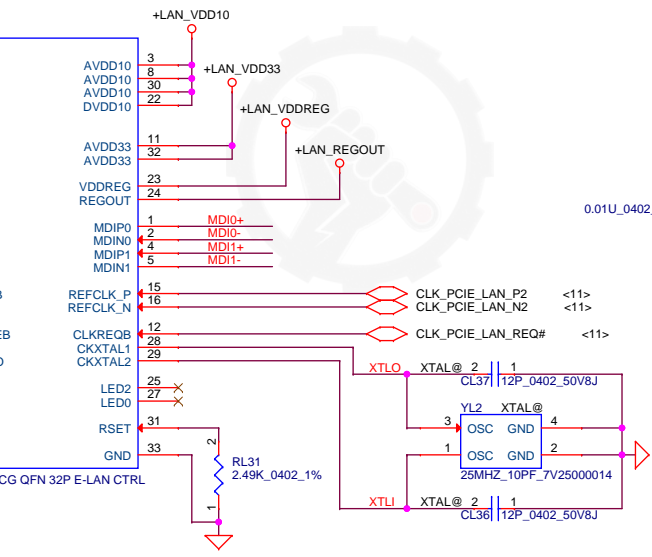 +LAN_VDD10
3
AVDD10
8
AVDD10
+LAN_VDD33
30
AVDD10
22
DVDD10
+LAN_VDDREG
11
AVDD33
32
AVDD33
+LAN_REGOUT
23
VDDREG
24
REGOUT
0.01U_0402_
1
MDIP0
MDI0+
2
MDIN0
MDI0-
4
MDIP1
MDI1+
5
MDIN1
MDI1-
15
REFCLK_P
CLK_PCIE_LAN_P2 <11>
16
REFCLK_N
CLK_PCIE_LAN_N2 <11>
12
EB CLKREQB
CLK_PCIE_LAN_REQ# <11>
28
CKXTAL1
29
CKXTAL2
XTLO XTAL@ 2 1
CL37 12P_0402_50V8J
25
LED2
27
LED0
YL2 XTAL@
31
RSET
3 OSC GND 4
33
GND
1 OSC GND 2
2
RL31
2.49K_0402_1%
1
25MHZ_10PF_7V25000014
CG QFN 32P E-LAN CTRL
XTLI XTAL@ 2 1
CL36 12P_0402_50V8J